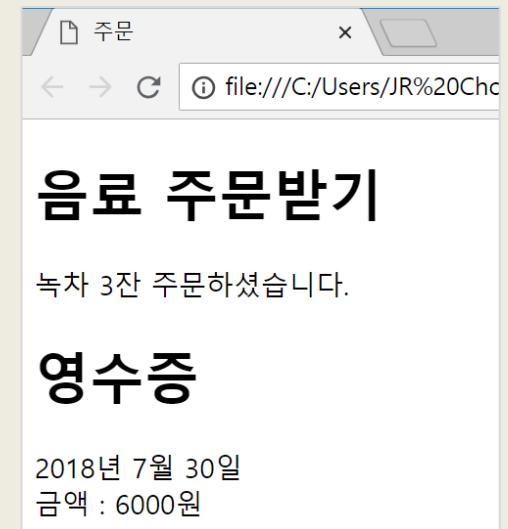 주문
file:///C:/Users/JR%20Cho
음료 주문받기
녹차 3잔 주문하셨습니다.
영수증
2018년 7월 30일
금액 : 6000원